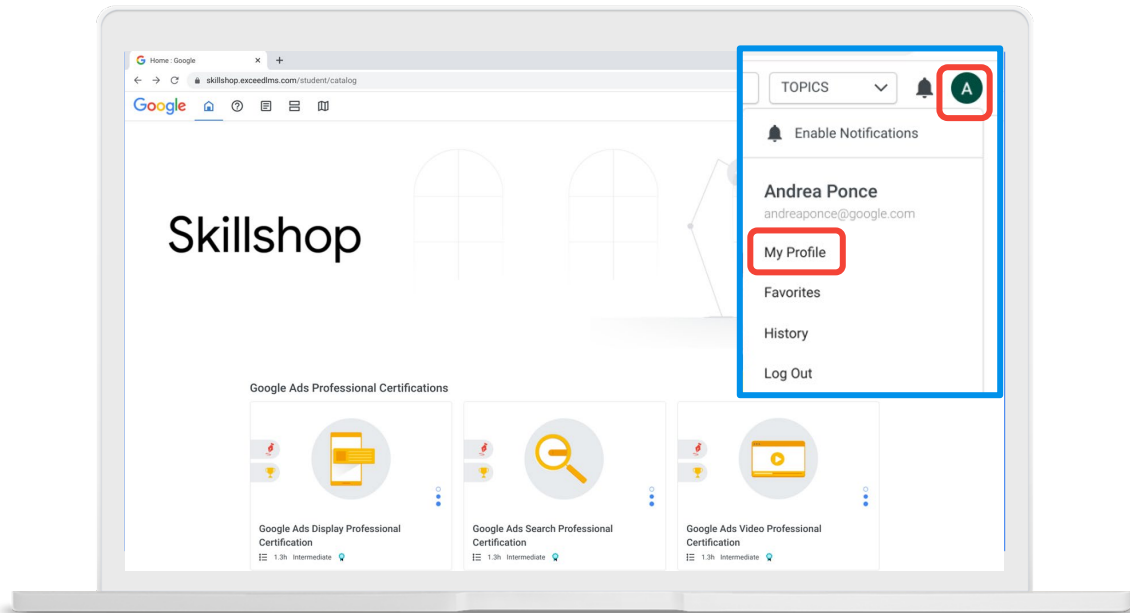 Home : Google
skillshop.exceedlms.com/student/catalog
Google
TOPICS
A
Enable Notifications
Andrea Ponce
andreaponce@google.com
My Profile
Favorites
History
Log Out
Skillshop
Google Ads Professional Certifications
Google Ads Display Professional
Certification
1.3h Intermediate
Google Ads Search Professional
Certification
1.3h Intermediate
Google Ads Video Professional
Certification
1.3h Intermediate